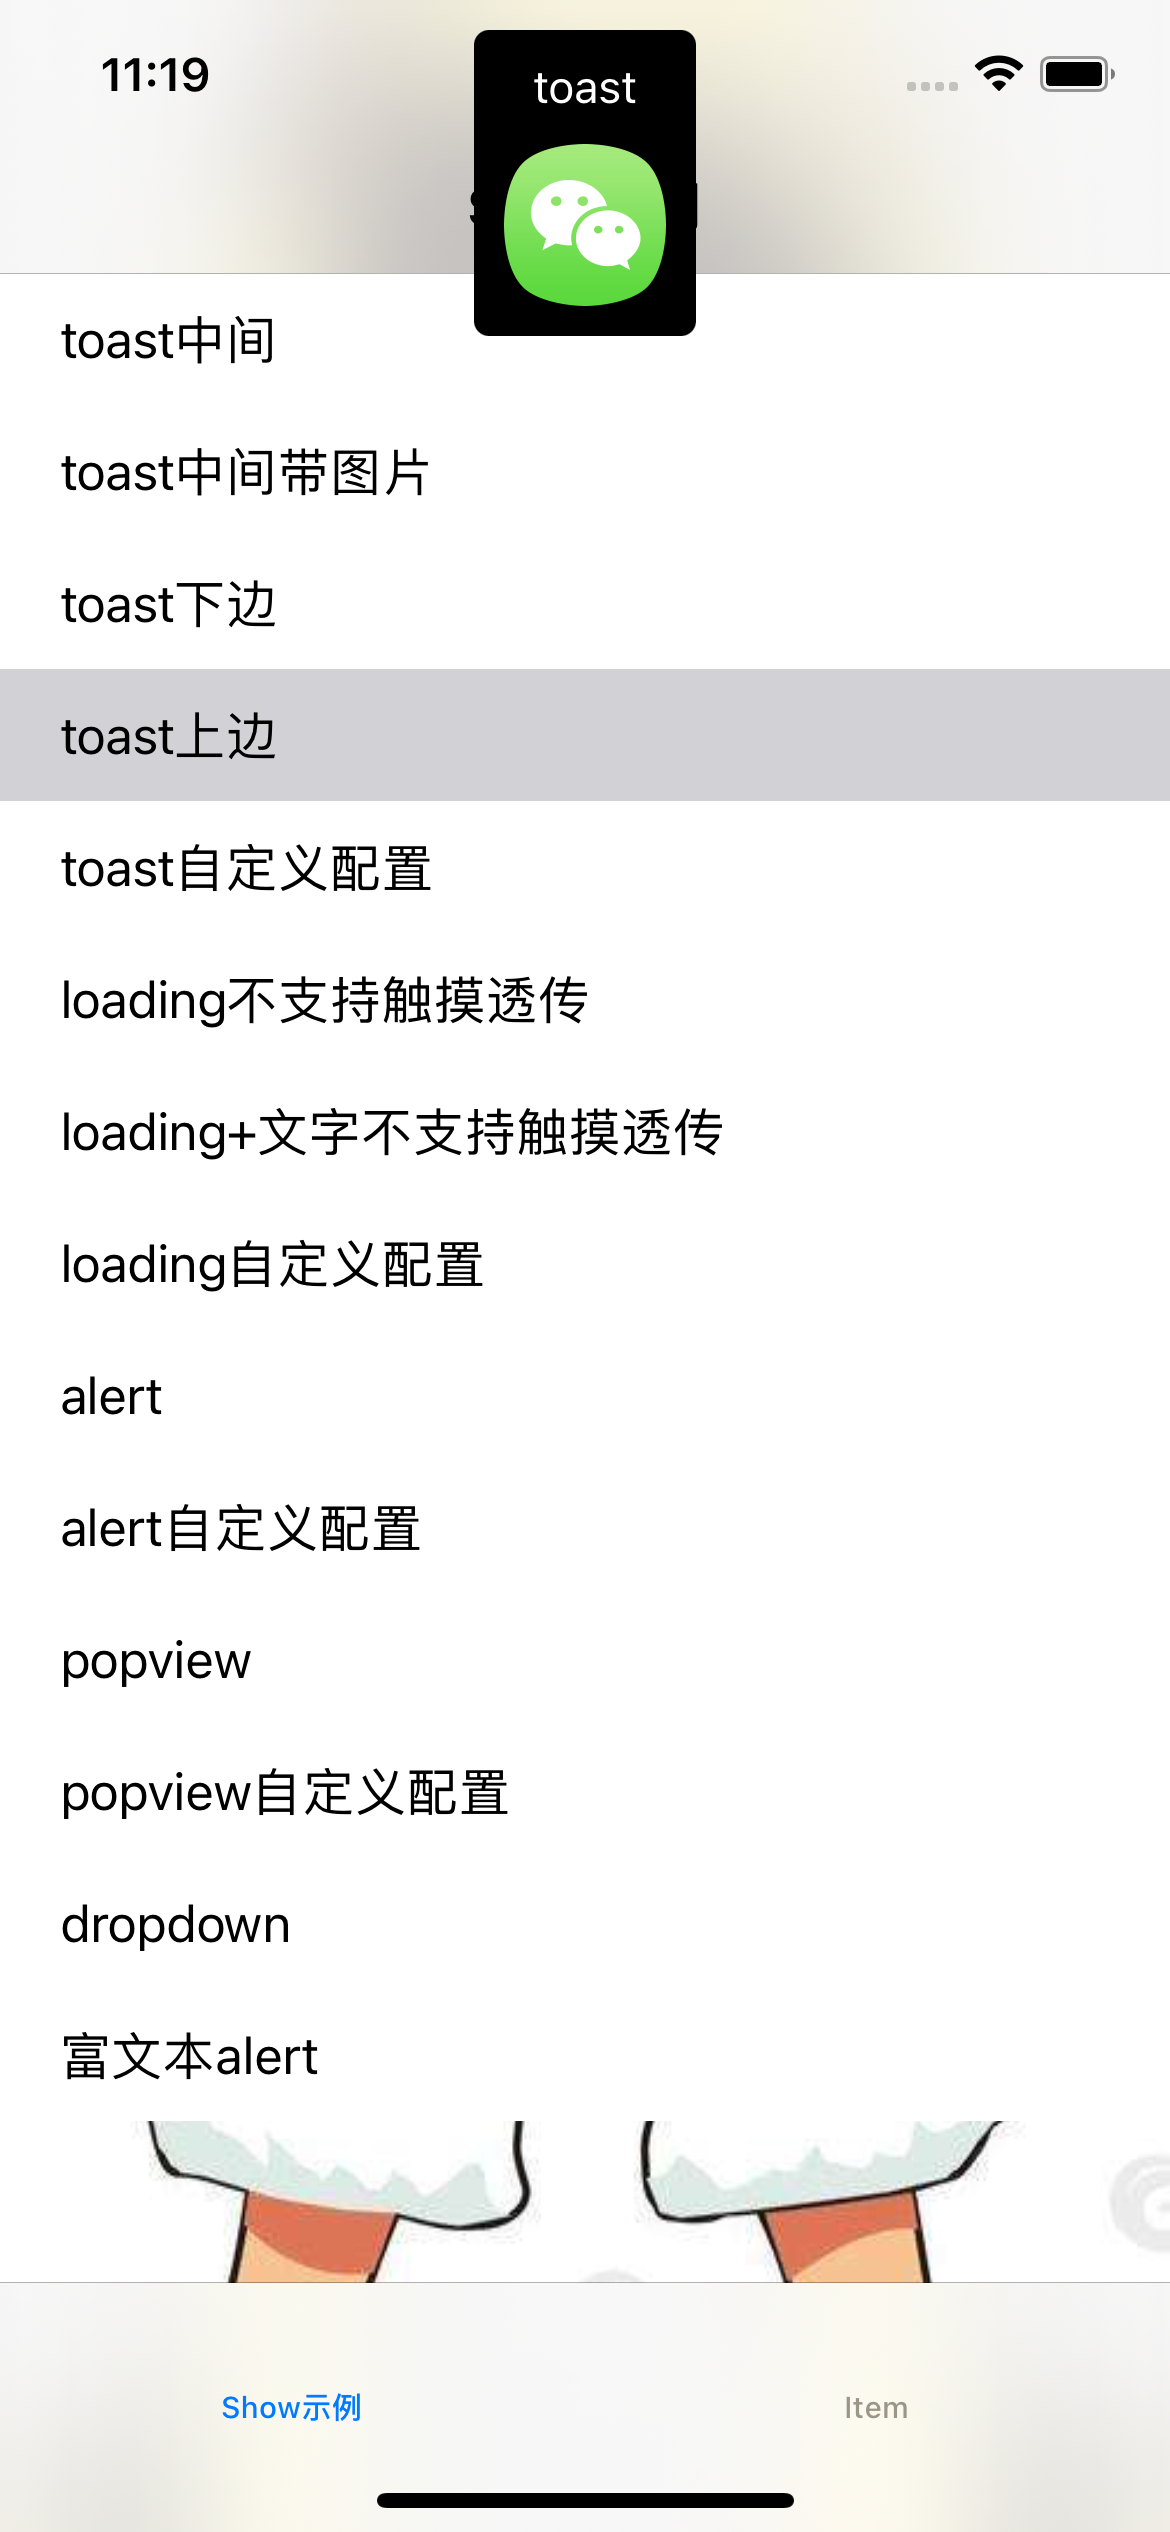 11:19
toast
toast中间
toast中间带图片
toast下边
toast上边
toast自定义配置
loading不支持触摸透传
loading+文字不支持触摸透传
loading自定义配置
alert
alert自定义配置
popview
popview自定义配置
dropdown
富文本alert
Show示例
Item